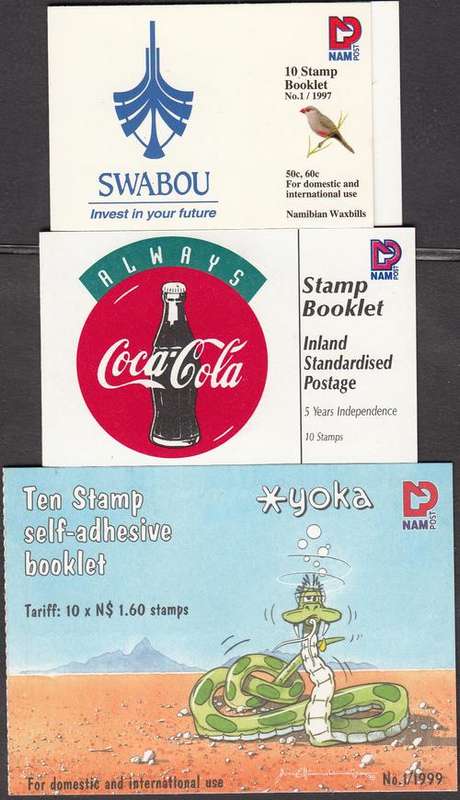 NAM
POST
10 Stamp
Booklet
No.1 / 1997
50c, 60c
For domestic and
international use
Namibian Waxbills
SWABOU
Invest in your future
ALWAYS
Coca-Cola
NAM
POST
Stamp
Booklet
Inland
Standardised
Postage
5 Years Independence
10 Stamps
Ten Stamp
self-adhesive
booklet
Tariff: 10 x N$ 1.60 stamps
yoka
NAM
POST
For domestic and international use
No.1/1999